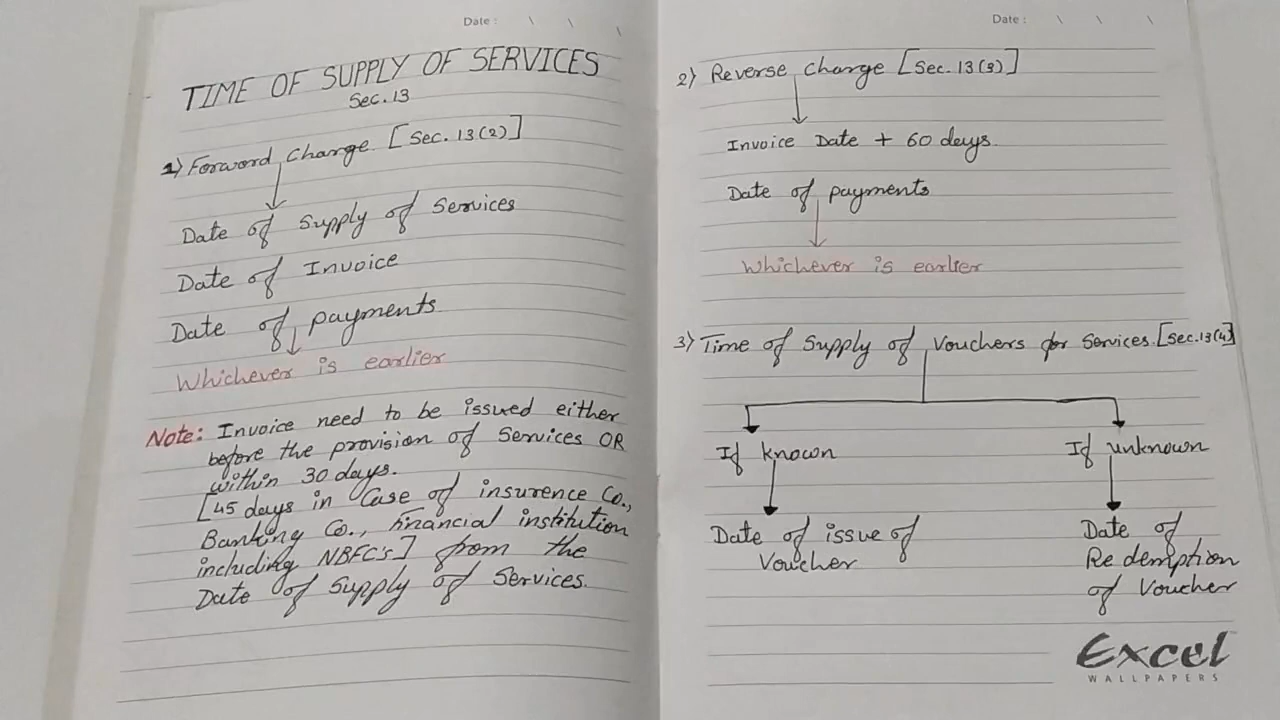 Date : \ \ \
TIME OF SUPPLY OF SERVICES
Sec. 13
1) Forword Charge [Sec. 13(2)]
Date of Supply of Services
Date of Invoice
Date of payments
Whichever is earlier
Note: Invoice need to be issued either
before the provision of Services OR
within 30 days.
[45 days in Case of insurence Co.,
Banking Co., Financial institution
including NBFC's] from the
Date of Supply of Services.
Date : \ \ \
2) Reverse Charge [Sec. 13(3)]
Invoice Date + 60 days.
Date of payments
Whichever is earlier
3) Time of Supply of Vouchers for Services. [Sec. 13(4)]
If known If unknown
Date of issue of Date of
Voucher Redemption
of Voucher
Excel
WALLPAPERS